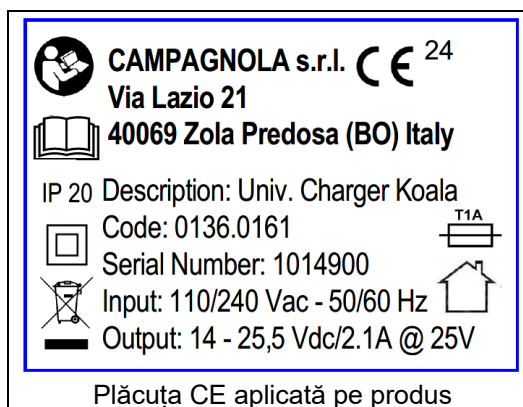 CAMPAGNOLA s.r.l. CE 24
Via Lazio 21
40069 Zola Predosa (BO) Italy
IP 20 Description: Univ. Charger Koala
Code: 0136.0161
T1A
Serial Number: 1014900
Input: 110/240 Vac - 50/60 Hz
Output: 14 - 25,5 Vdc/2.1A @ 25V
Plăcuța CE aplicată pe produs